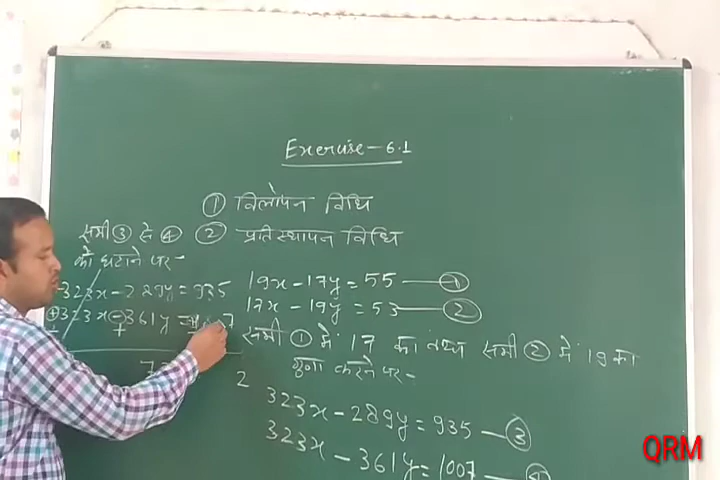 Exercise - 6.1
① विलोपन विधि
② प्रतिस्थापन विधि
समी ③ से ④
को घटाने पर -
323x - 289y = 935
323x - 361y =
7
19x - 17y = 55 —— ①
17x - 19y = 53 —— ②
समी ① में 17 का तथा समी ② में 19 का
गुणा करने पर -
2
323x - 289y = 935 — ③
323x - 361y = 1007 — ④
QRM